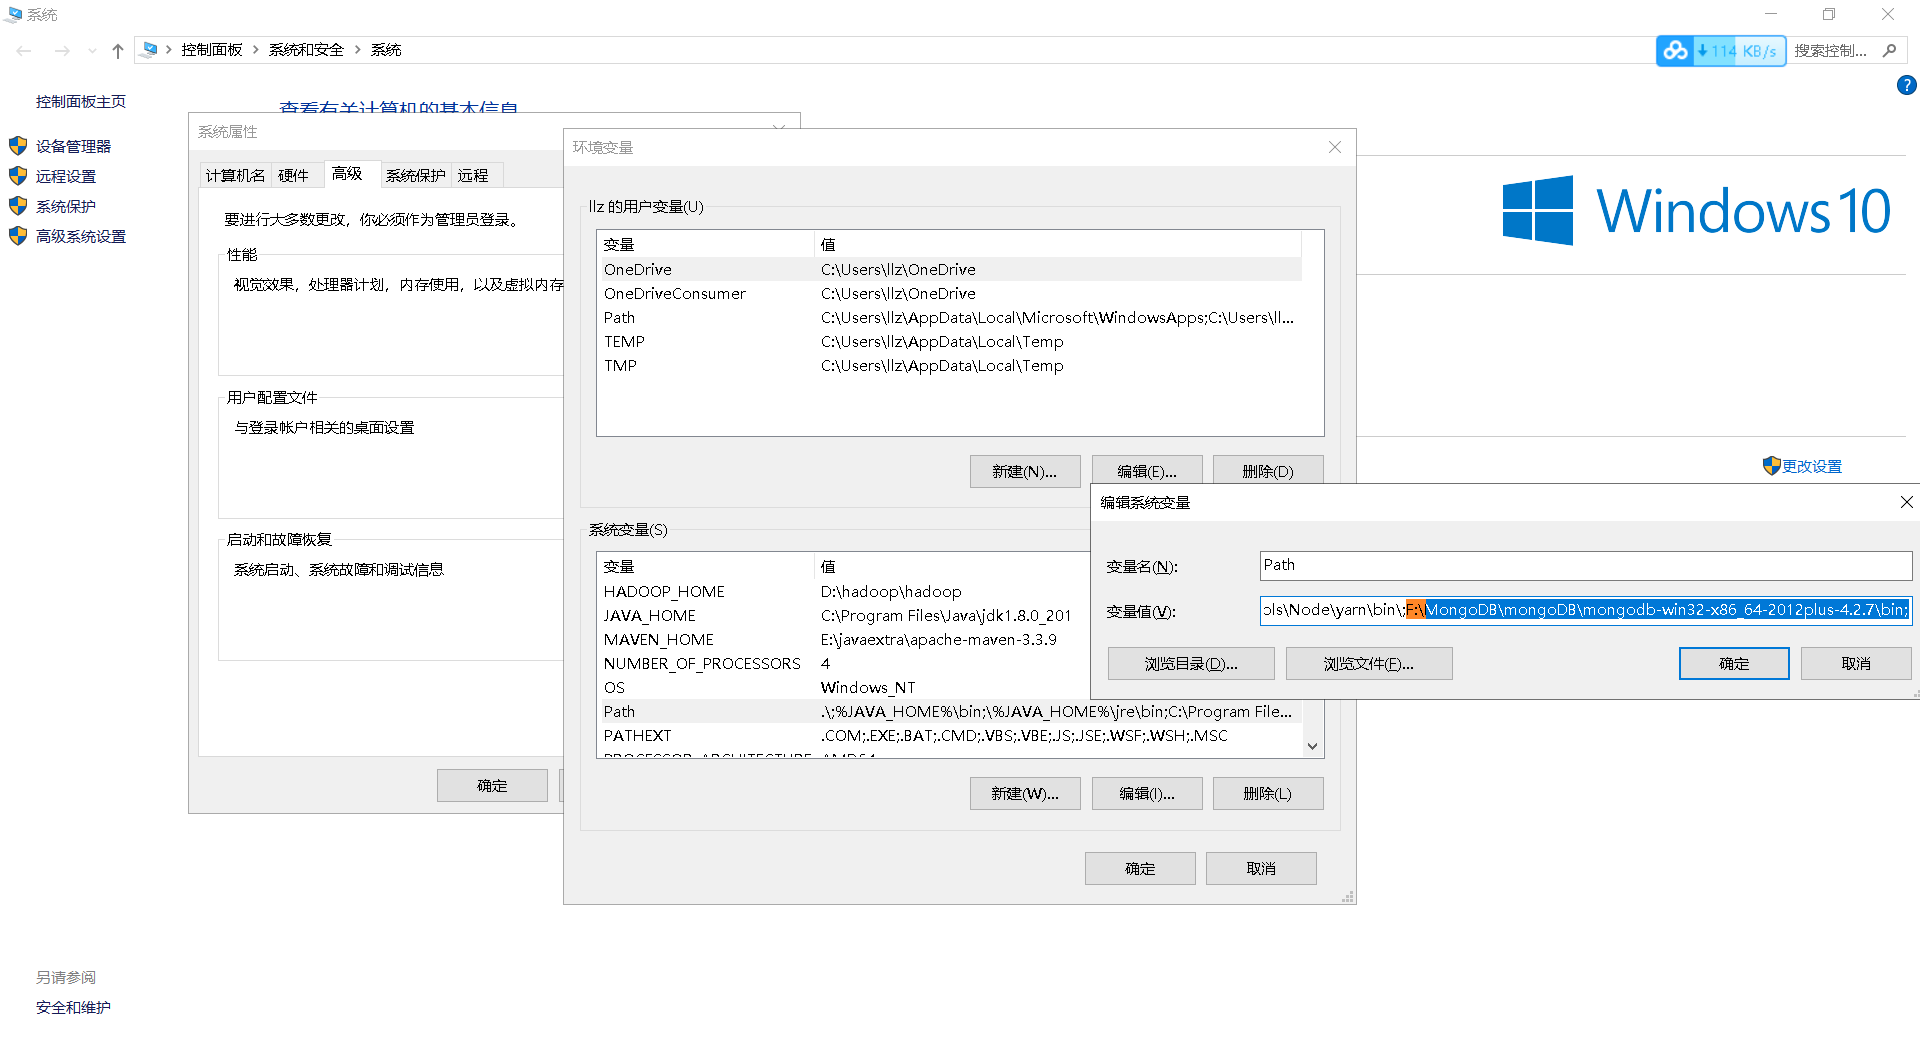 系统
控制面板 > 系统和安全 > 系统
114 KB/s
搜索控制...
控制面板主页
设备管理器
远程设置
系统保护
高级系统设置
查看有关计算机的基本信息
系统属性
计算机名 硬件 高级 系统保护 远程
要进行大多数更改，你必须作为管理员登录。
性能
视觉效果，处理器计划，内存使用，以及虚拟内存
用户配置文件
与登录帐户相关的桌面设置
启动和故障恢复
系统启动、系统故障和调试信息
确定
环境变量
llz 的用户变量(U)
变量 值
OneDrive C:\Users\llz\OneDrive
OneDriveConsumer C:\Users\llz\OneDrive
Path C:\Users\llz\AppData\Local\Microsoft\WindowsApps;C:\Users\ll...
TEMP C:\Users\llz\AppData\Local\Temp
TMP C:\Users\llz\AppData\Local\Temp
新建(N)... 编辑(E)... 删除(D)
系统变量(S)
变量 值
HADOOP_HOME D:\hadoop\hadoop
JAVA_HOME C:\Program Files\Java\jdk1.8.0_201
MAVEN_HOME E:\javaextra\apache-maven-3.3.9
NUMBER_OF_PROCESSORS 4
OS Windows_NT
Path .\;%JAVA_HOME%\bin;\%JAVA_HOME%\jre\bin;C:\Program File...
PATHEXT .COM;.EXE;.BAT;.CMD;.VBS;.VBE;.JS;.JSE;.WSF;.WSH;.MSC
PROCESSOR_ARCHITECTURE AMD64
新建(W)... 编辑(I)... 删除(L)
确定 取消
Windows 10
更改设置
编辑系统变量
变量名(N): Path
变量值(V): ols\Node\yarn\bin\;F:\MongoDB\mongoDB\mongodb-win32-x86_64-2012plus-4.2.7\bin;
浏览目录(D)... 浏览文件(F)... 确定 取消
另请参阅
安全和维护